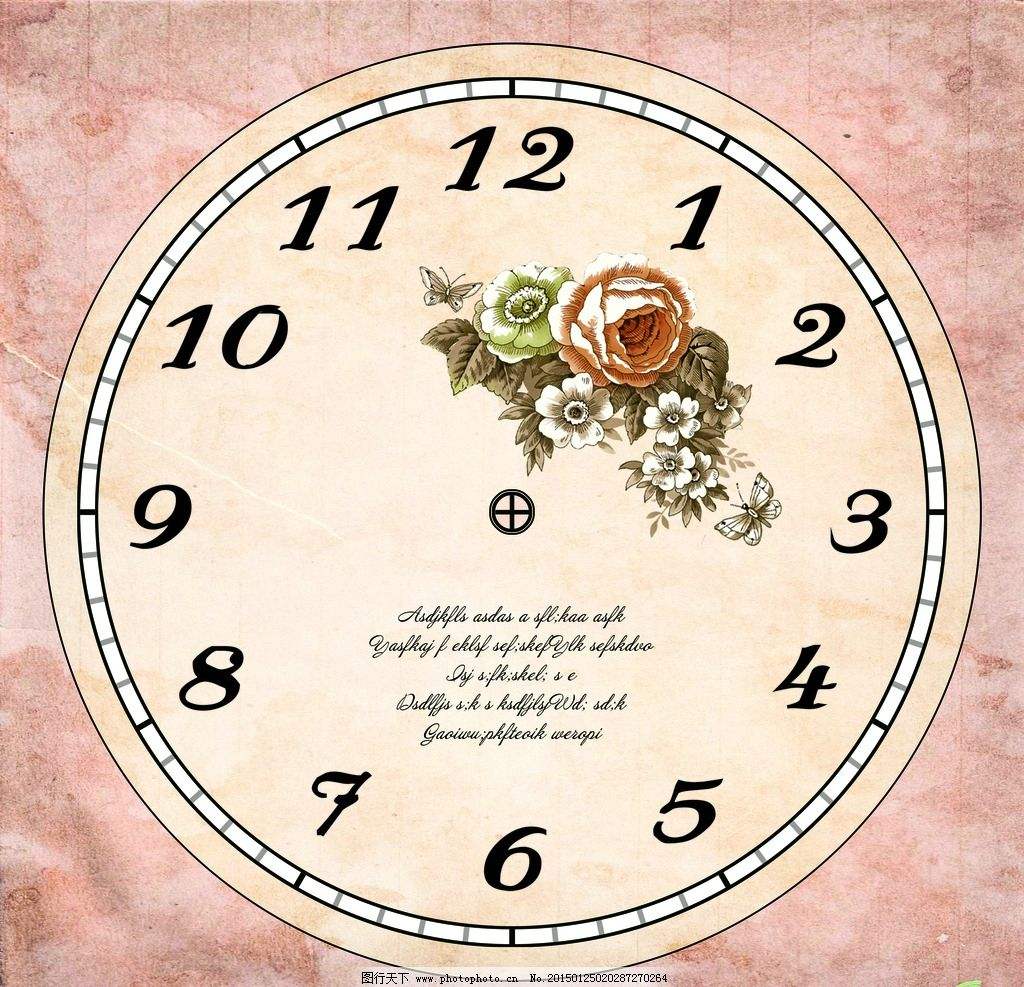 12
11
1
10
2
9
3
8
4
7
5
6
Asdjkfls asdas a sfl;kaa asfk
Yasfkaj f eklsf sef;skefYlk sefskdvo
Isj s;fk;skel; s e
Dsdlfjs s;k s ksdfjlsjWd; sd;k
Gaoiwu;pkfteoik weropi
图行天下 www.photophoto.cn No.20150125020287270264